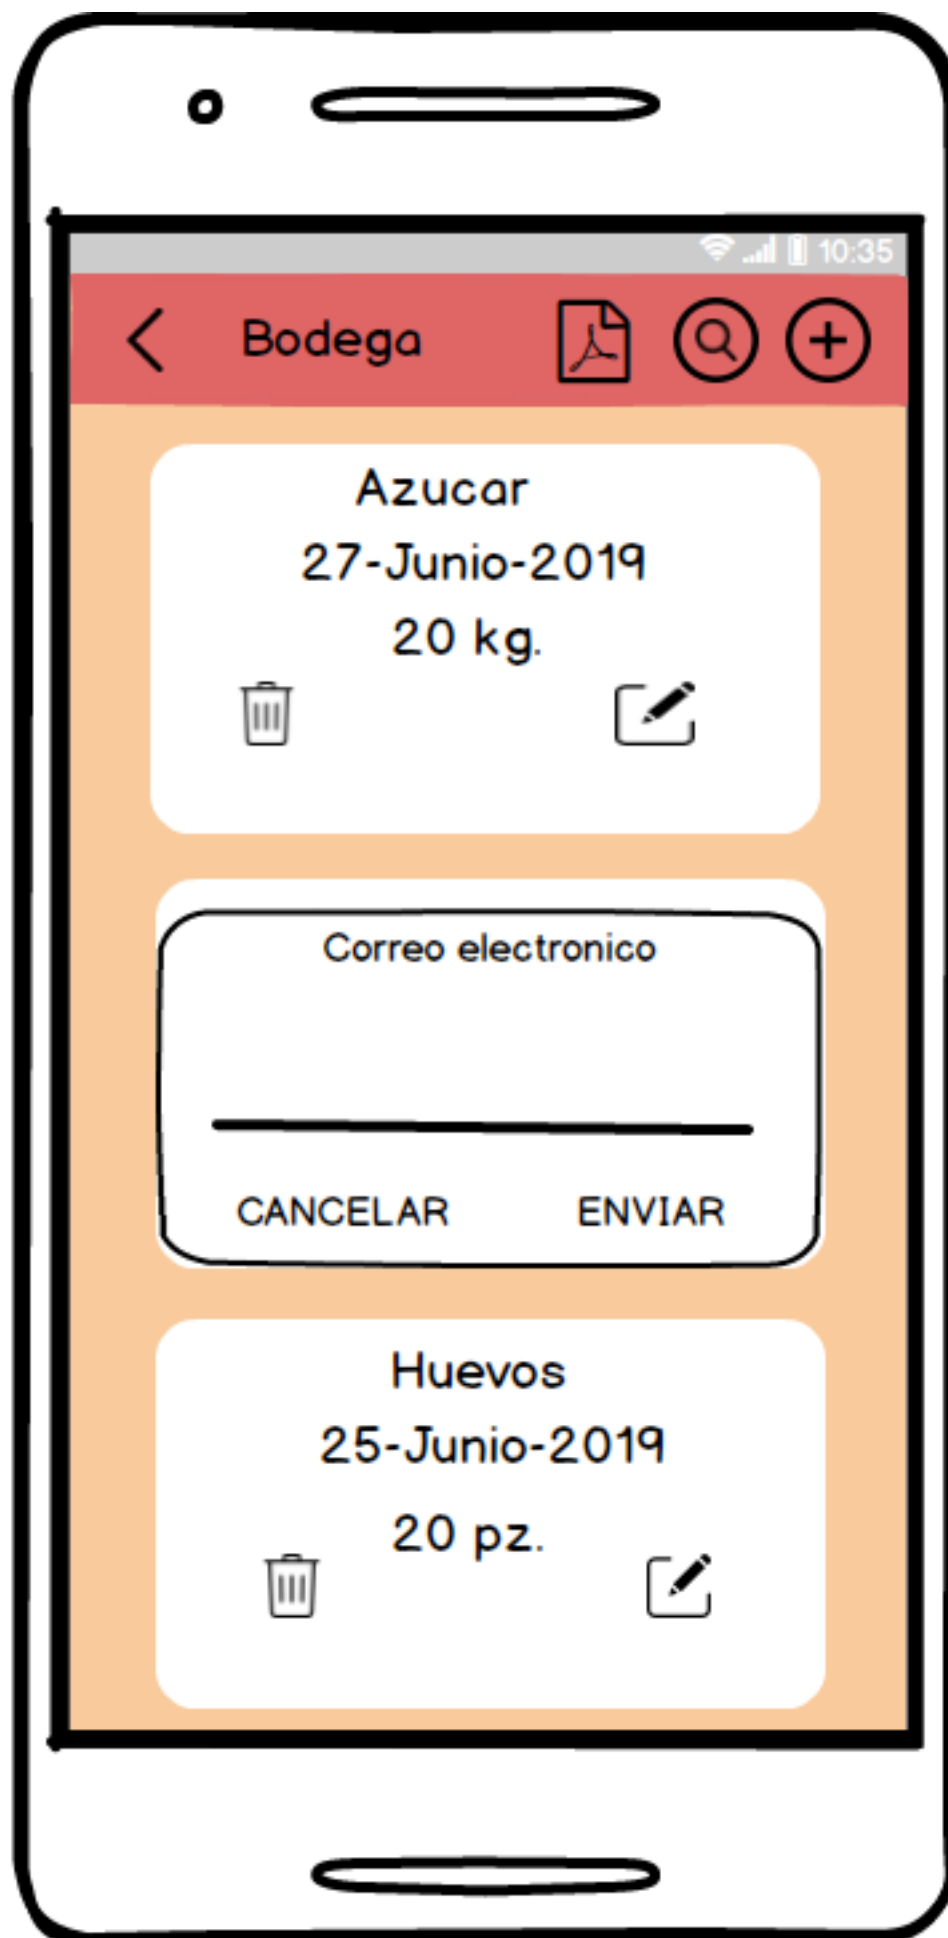 10:35
Bodega
Azucar
27-Junio-2019
20 kg.
Correo electronico
CANCELAR ENVIAR
Huevos
25-Junio-2019
20 pz.